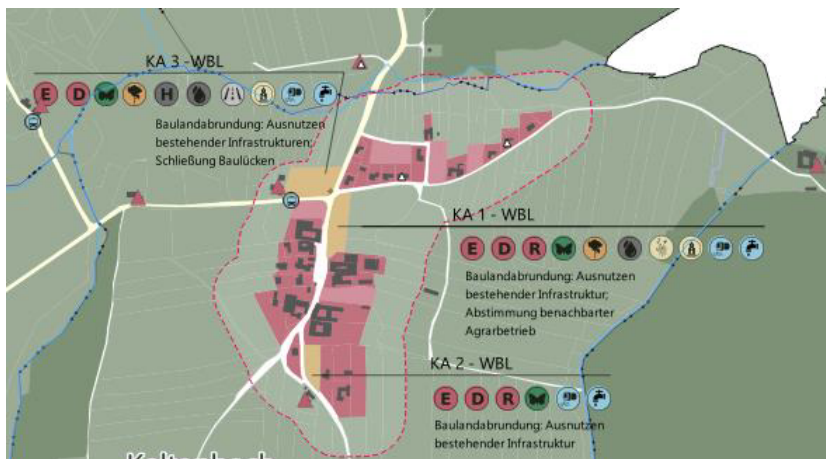 KA 3 - WBL
E D H
Baulandabrundung: Ausnutzen
bestehender Infrastrukturen;
Schließung Baulücken
KA 1 - WBL
E D R
Baulandabrundung: Ausnutzen
bestehender Infrastruktur;
Abstimmung benachbarter
Agrarbetrieb
KA 2 - WBL
E D R
Baulandabrundung: Ausnutzen
bestehender Infrastruktur